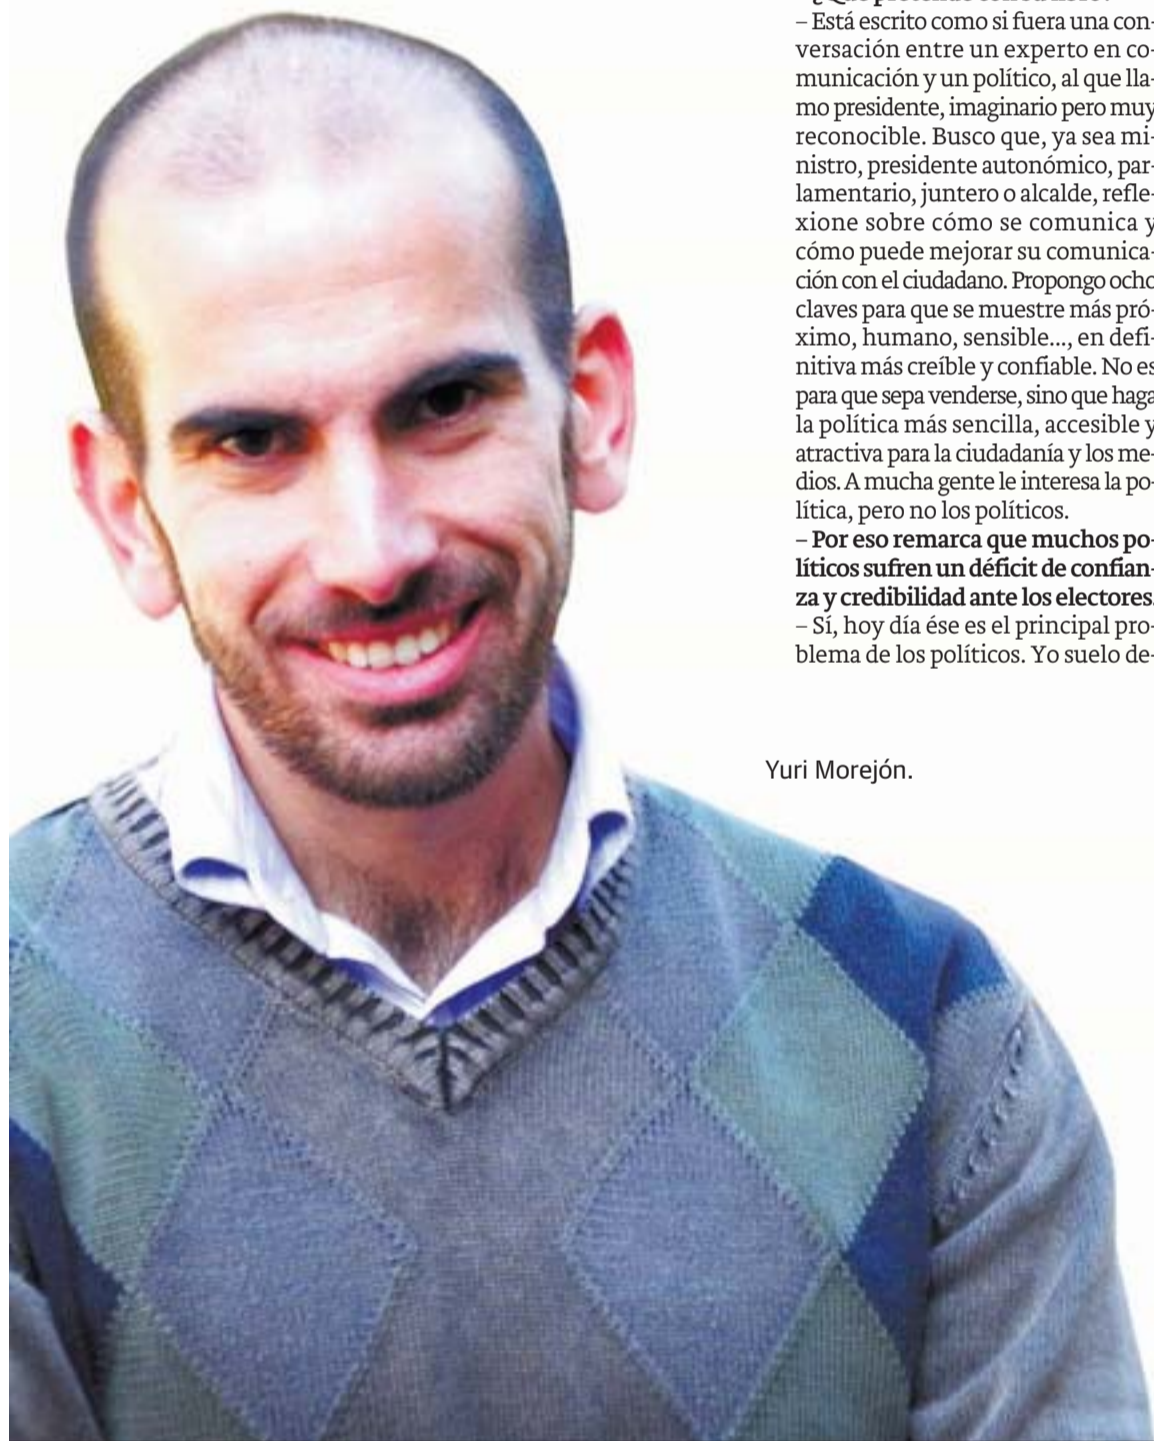 – Está escrito como si fuera una con-
versación entre un experto en co-
municación y un político, al que lla-
mo presidente, imaginario pero muy
reconocible. Busco que, ya sea mi-
nistro, presidente autonómico, par-
lamentario, juntero o alcalde, refle-
xione sobre cómo se comunica y
cómo puede mejorar su comunica-
ción con el ciudadano. Propongo ocho
claves para que se muestre más pró-
ximo, humano, sensible..., en defi-
nitiva más creíble y confiable. No es
para que sepa venderse, sino que haga
la política más sencilla, accesible y
atractiva para la ciudadanía y los me-
dios. A mucha gente le interesa la po-
lítica, pero no los políticos.
– Por eso remarca que muchos po-
líticos sufren un déficit de confian-
za y credibilidad ante los electores.
– Sí, hoy día ése es el principal pro-
blema de los políticos. Yo suelo de-
Yuri Morejón.